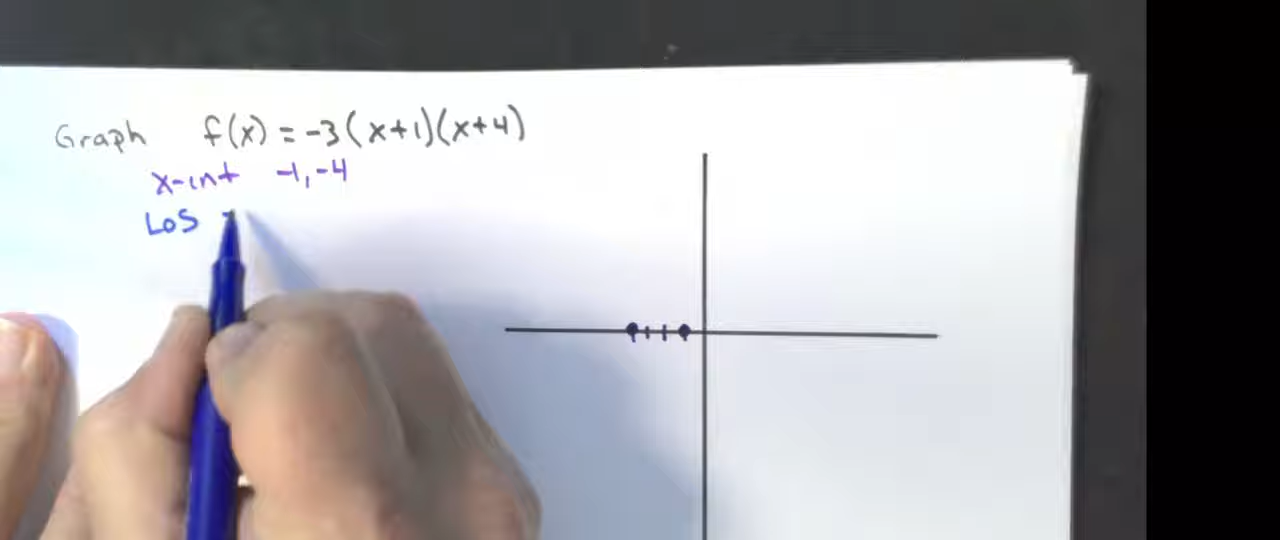 Graph f(x) = -3(x+1)(x+4)
x-int -1, -4
LoS